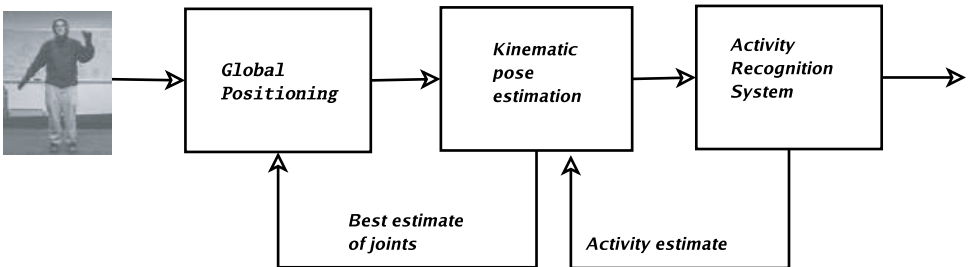 Global
Positioning
Kinematic
pose
estimation
Activity
Recognition
System
Best estimate
of joints
Activity estimate